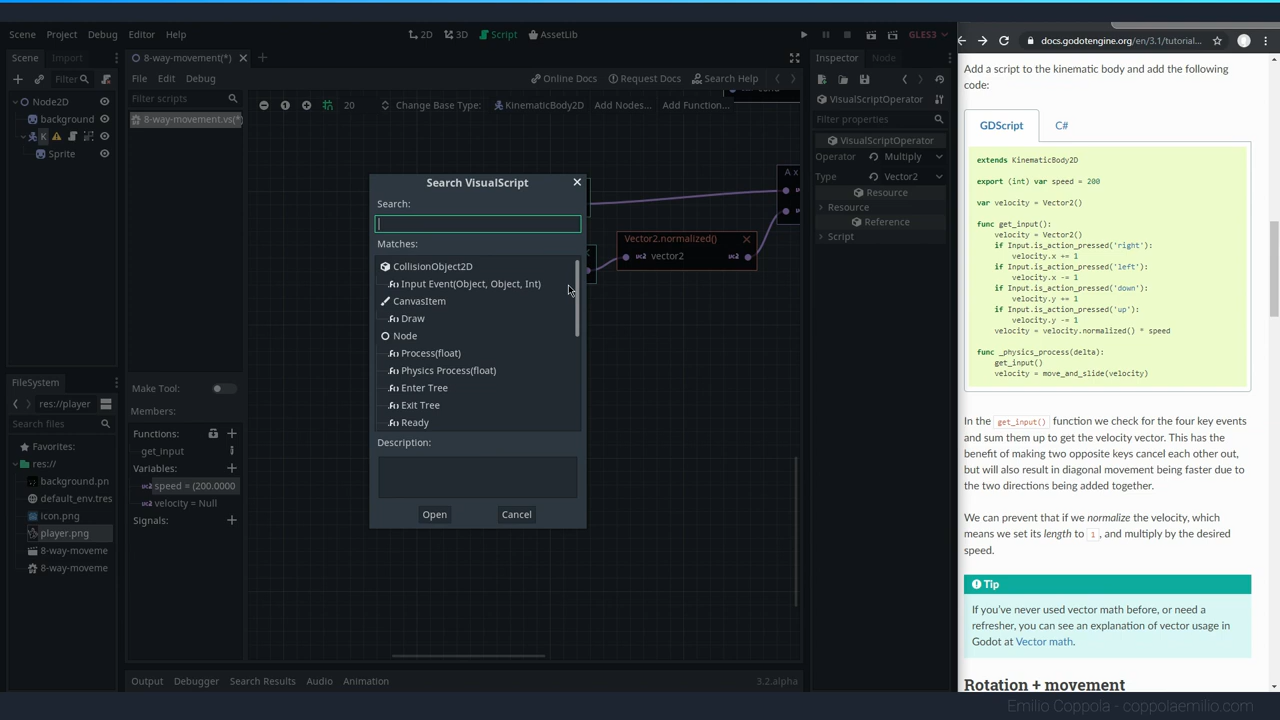 Scene Project Debug Editor Help
2D 3D Script AssetLib
GLES3
docs.godotengine.org/en/3.1/tutorial...
Scene Import
8-way-movement(*)
Inspector Node
Filter
File Edit Debug
Online Docs Request Docs Search Help
Node2D
background
K
Sprite
Filter scripts
8-way-movement.vs(*
20 Change Base Type: KinematicBody2D Add Nodes... Add Function...
VisualScriptOperator
Filter properties
VisualScriptOperator
Operator Multiply
Type Vector2
Resource
Resource
Reference
Script
A x
Vector2.normalized()
vector2
Search VisualScript
Search:
Matches:
CollisionObject2D
Input Event(Object, Object, Int)
CanvasItem
Draw
Node
Process(float)
Physics Process(float)
Enter Tree
Exit Tree
Ready
Description:
Open Cancel
FileSystem
res://player
Search files
Favorites:
res://
background.pn
default_env.tres
icon.png
player.png
8-way-moveme
8-way-moveme
Make Tool:
Members:
Functions:
get_input
Variables:
speed = (200.0000
velocity = Null
Signals:
Output Debugger Search Results Audio Animation
3.2.alpha
Add a script to the kinematic body and add the following
code:
GDScript C#
extends KinematicBody2D
export (int) var speed = 200
var velocity = Vector2()
func get_input():
velocity = Vector2()
if Input.is_action_pressed('right'):
velocity.x += 1
if Input.is_action_pressed('left'):
velocity.x -= 1
if Input.is_action_pressed('down'):
velocity.y += 1
if Input.is_action_pressed('up'):
velocity.y -= 1
velocity = velocity.normalized() * speed
func _physics_process(delta):
get_input()
velocity = move_and_slide(velocity)
In the get_input() function we check for the four key events
and sum them up to get the velocity vector. This has the
benefit of making two opposite keys cancel each other out,
but will also result in diagonal movement being faster due to
the two directions being added together.
We can prevent that if we normalize the velocity, which
means we set its length to 1 , and multiply by the desired
speed.
Tip
If you've never used vector math before, or need a
refresher, you can see an explanation of vector usage in
Godot at Vector math.
Rotation + movement
Emilio Coppola - coppolaemilio.com